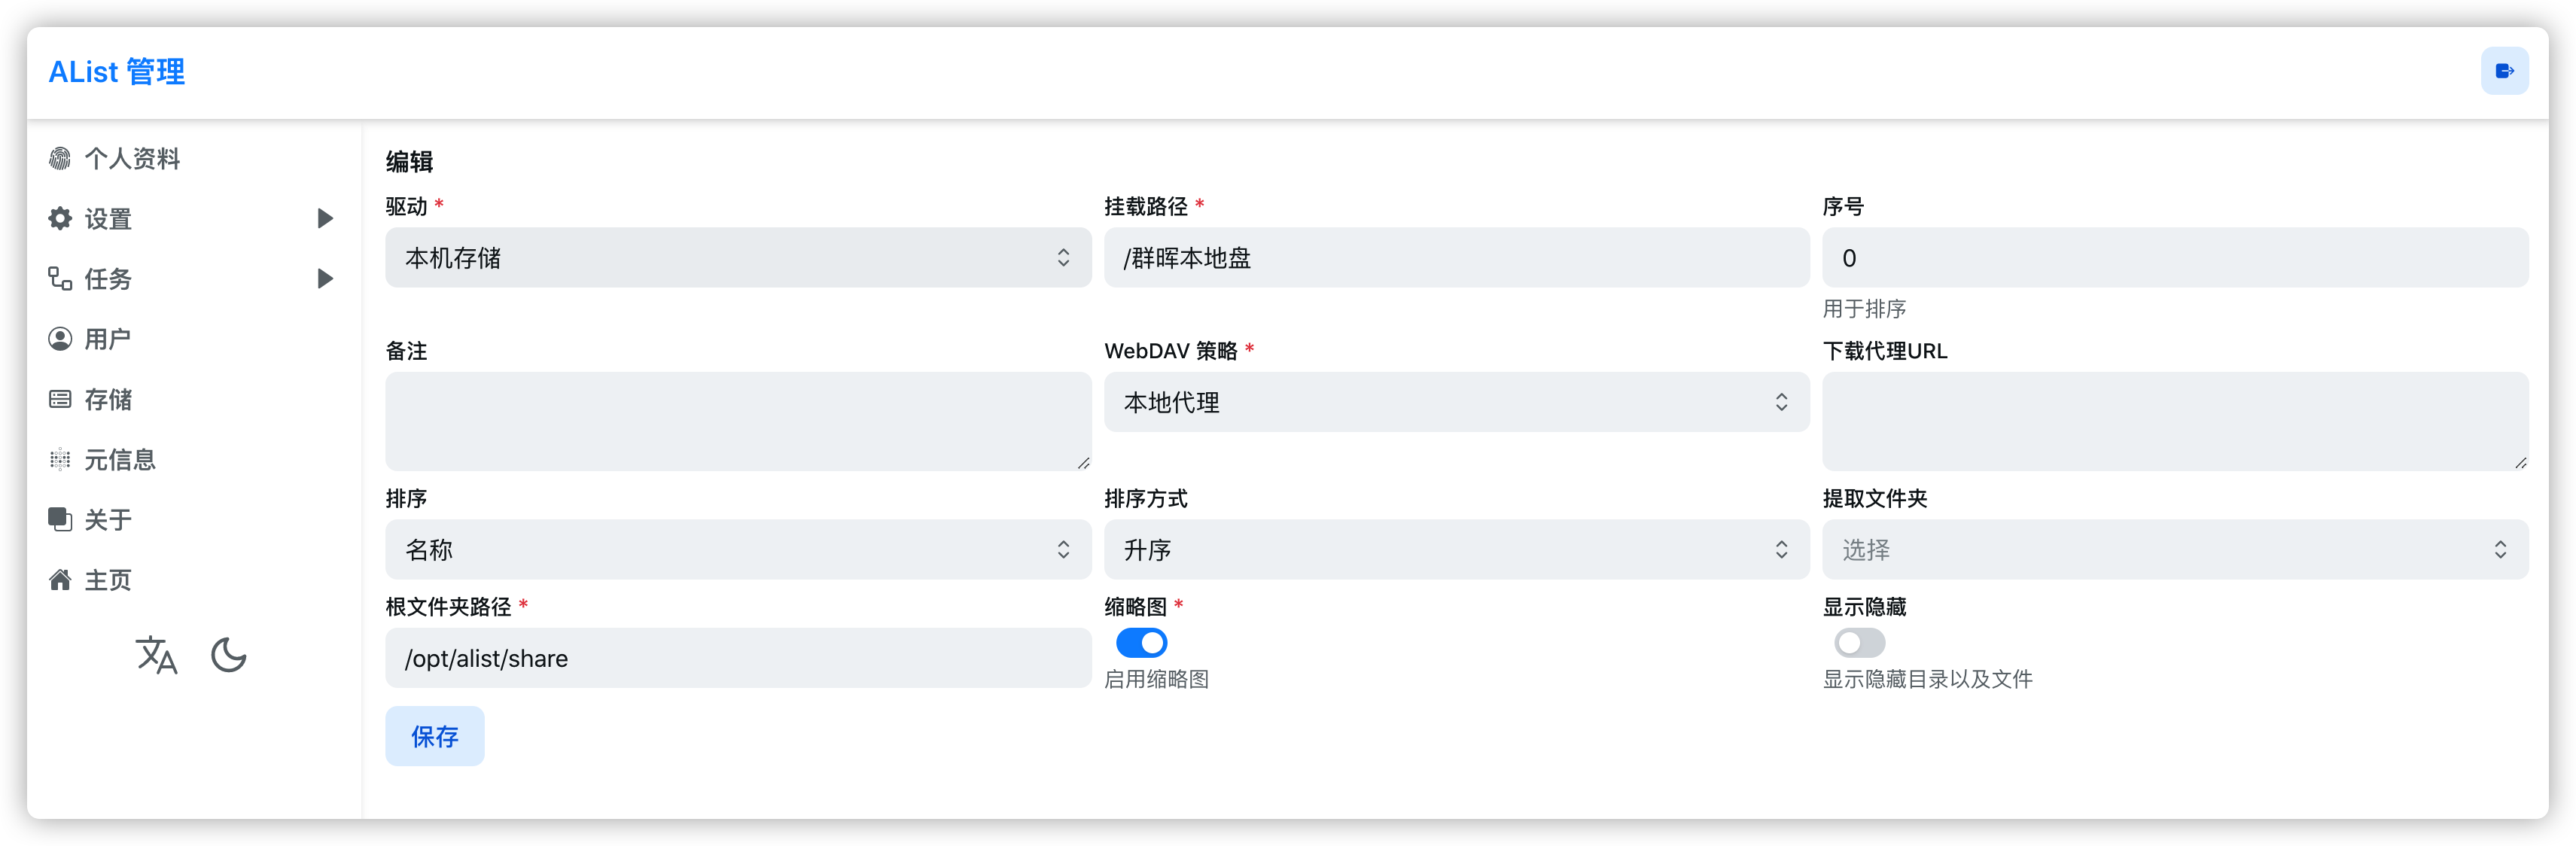 AList 管理
个人资料
设置
任务
用户
存储
元信息
关于
主页
编辑
驱动 *
本机存储
挂载路径 *
/群晖本地盘
序号
0
用于排序
备注
WebDAV 策略 *
本地代理
下载代理URL
排序
名称
排序方式
升序
提取文件夹
选择
根文件夹路径 *
/opt/alist/share
缩略图 *
启用缩略图
显示隐藏
显示隐藏目录以及文件
保存